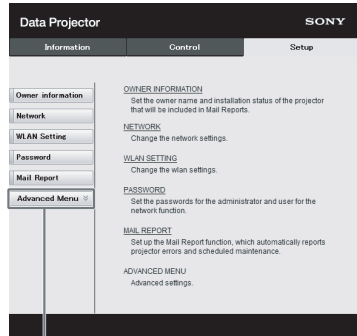 Data Projector
SONY
Information
Control
Setup
Owner information
Network
WLAN Setting
Password
Mail Report
Advanced Menu
OWNER INFORMATION
Set the owner name and installation status of the projector
that will be included in Mail Reports.
NETWORK
Change the network settings.
WLAN SETTING
Change the wlan settings.
PASSWORD
Set the passwords for the administrator and user for the
network function.
MAIL REPORT
Set up the Mail Report function, which automatically reports
projector errors and scheduled maintenance.
ADVANCED MENU
Advanced settings.